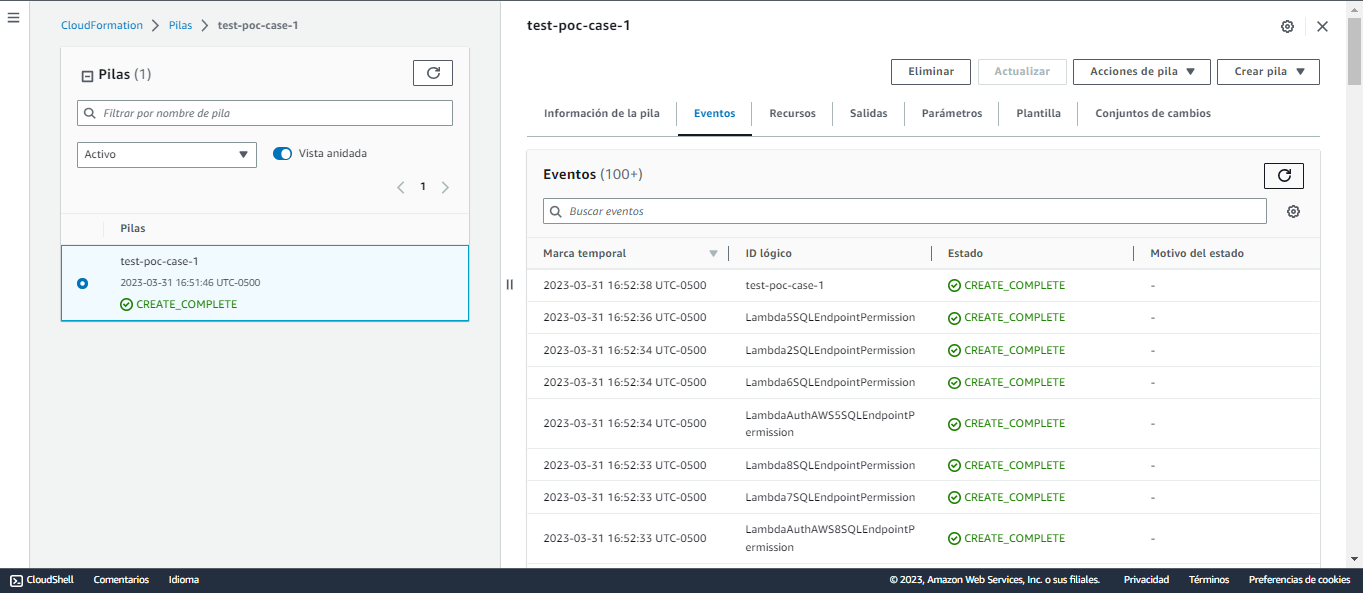 CloudFormation > Pilas > test-poc-case-1
Pilas (1)
Filtrar por nombre de pila
Activo
Vista anidada
1
Pilas
test-poc-case-1
2023-03-31 16:51:46 UTC-0500
CREATE_COMPLETE
test-poc-case-1
Eliminar Actualizar Acciones de pila Crear pila
Información de la pila Eventos Recursos Salidas Parámetros Plantilla Conjuntos de cambios
Eventos (100+)
Buscar eventos
Marca temporal ID lógico Estado Motivo del estado
2023-03-31 16:52:38 UTC-0500 test-poc-case-1 CREATE_COMPLETE -
2023-03-31 16:52:36 UTC-0500 Lambda5SQLEndpointPermission CREATE_COMPLETE -
2023-03-31 16:52:34 UTC-0500 Lambda2SQLEndpointPermission CREATE_COMPLETE -
2023-03-31 16:52:34 UTC-0500 Lambda6SQLEndpointPermission CREATE_COMPLETE -
2023-03-31 16:52:34 UTC-0500 LambdaAuthAWS5SQLEndpointP
ermission CREATE_COMPLETE -
2023-03-31 16:52:33 UTC-0500 Lambda8SQLEndpointPermission CREATE_COMPLETE -
2023-03-31 16:52:33 UTC-0500 Lambda7SQLEndpointPermission CREATE_COMPLETE -
2023-03-31 16:52:33 UTC-0500 LambdaAuthAWS8SQLEndpointP
ermission CREATE_COMPLETE -
CloudShell Comentarios Idioma © 2023, Amazon Web Services, Inc. o sus filiales. Privacidad Términos Preferencias de cookies